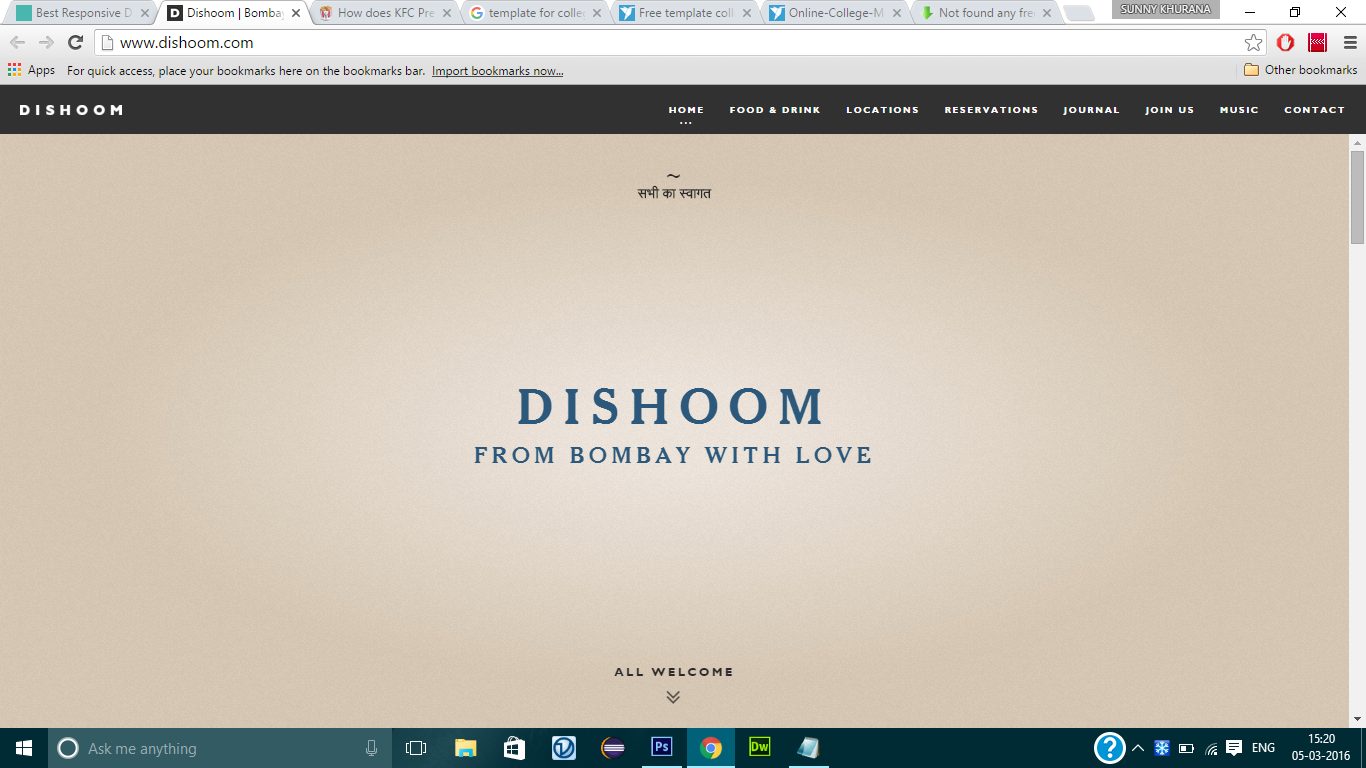 Best Responsive D
Dishoom | Bombay
How does KFC Pre
template for colle
Free template coll
Online-College-M
Not found any fre
SUNNY KHURANA
www.dishoom.com
Apps
For quick access, place your bookmarks here on the bookmarks bar. Import bookmarks now...
Other bookmarks
DISHOOM
HOME
FOOD & DRINK
LOCATIONS
RESERVATIONS
JOURNAL
JOIN US
MUSIC
CONTACT
सभी का स्वागत
DISHOOM
FROM BOMBAY WITH LOVE
ALL WELCOME
Ask me anything
Ps
Dw
ENG
15:20
05-03-2016